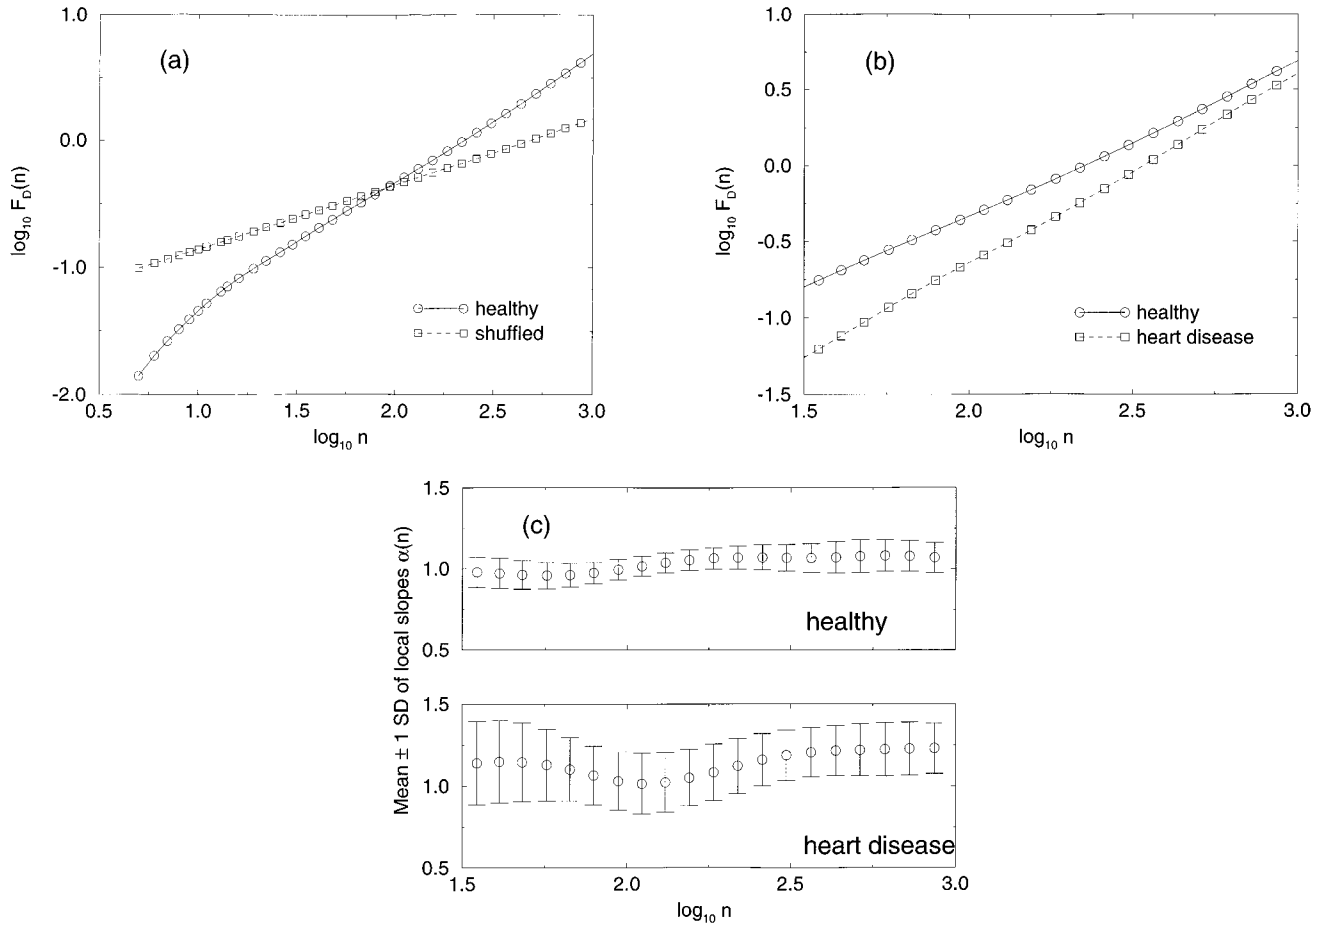 (a)
1.0
0.0
-1.0
-2.0
log₁₀ F_D(n)
healthy
shuffled
0.5 1.0 1.5 2.0 2.5 3.0
log₁₀ n
(b)
1.0
0.5
0.0
-0.5
-1.0
-1.5
log₁₀ F_D(n)
healthy
heart disease
1.5 2.0 2.5 3.0
log₁₀ n
Mean ± 1 SD of local slopes α(n)
(c)
1.5
1.0
0.5
healthy
1.5
1.0
0.5
heart disease
1.5 2.0 2.5 3.0
log₁₀ n